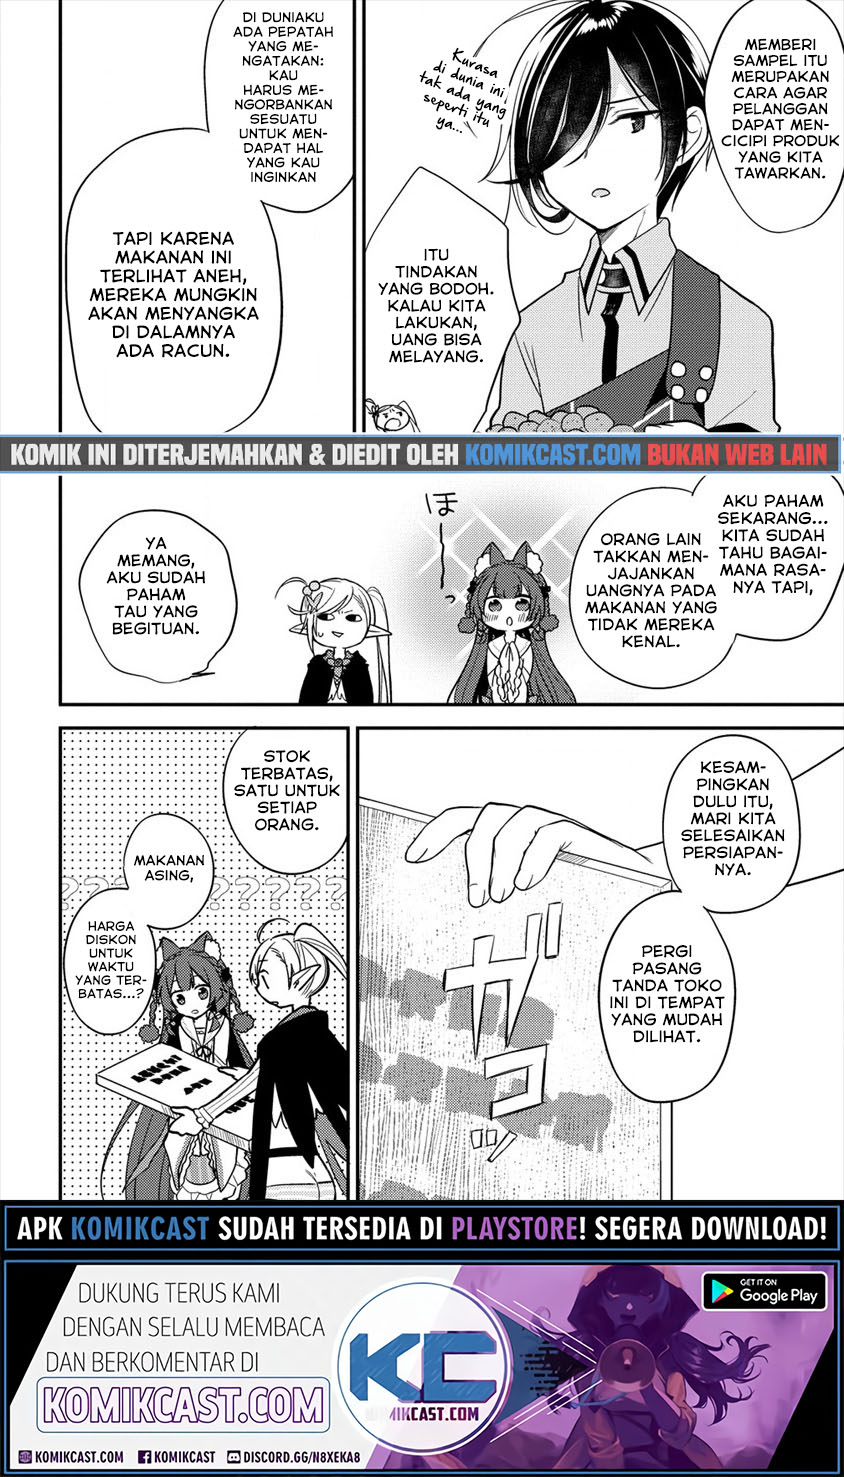 MEMBERI
SAMPEL ITU
MERUPAKAN
CARA AGAR
PELANGGAN
DAPAT MEN-
CICIPI PRODUK
YANG KITA
TAWARKAN.
Kurasa
di dunia ini
tak ada yang
seperti itu
ya...
ITU
TINDAKAN
YANG BODOH.
KALAU KITA
LAKUKAN,
UANG BISA
MELAYANG.
DI DUNIAKU
ADA PEPATAH
YANG ME-
NGATAKAN:
KAU
HARUS ME-
NGORBANKAN
SESUATU
UNTUK MEN-
DAPAT HAL
YANG KAU
INGINKAN
TAPI KARENA
MAKANAN INI
TERLIHAT ANEH,
MEREKA MUNGKIN
AKAN MENYANGKA
DI DALAMNYA
ADA RACUN.
KOMIK INI DITERJEMAHKAN & DIEDIT OLEH KOMIKCAST.COM BUKAN WEB LAIN
AKU PAHAM
SEKARANG...
KITA SUDAH
TAHU BAGAI-
MANA RASA-
NYA TAPI,
ORANG LAIN
TAKKAN MEN-
JAJANKAN
UANGNYA PADA
MAKANAN YANG
TIDAK MEREKA
KENAL.
ほーっ
YA
MEMANG,
AKU SUDAH
PAHAM
TAU YANG
BEGITUAN.
KESAM-
PINGKAN
DULU ITU,
MARI KITA
SELESAIKAN
PERSIAPAN-
NYA.
PERGI
PASANG
TANDA TOKO
INI DI TEMPAT
YANG MUDAH
DILIHAT.
ガコッ
STOK
TERBATAS,
SATU UNTUK
SETIAP
ORANG.
MAKANAN
ASING,
HARGA
DISKON
UNTUK
WAKTU
YANG TER-
BATAS...?
????????????
APK KOMIKCAST SUDAH TERSEDIA DI PLAYSTORE! SEGERA DOWNLOAD!
DUKUNG TERUS KAMI
DENGAN SELALU MEMBACA
DAN BERKOMENTAR DI
KOMIKCAST.COM
KC
KOMIKCAST.COM
GET IT ON
Google Play
KOMIKCAST.COM KOMIKCAST DISCORD.GG/N8XEKA8